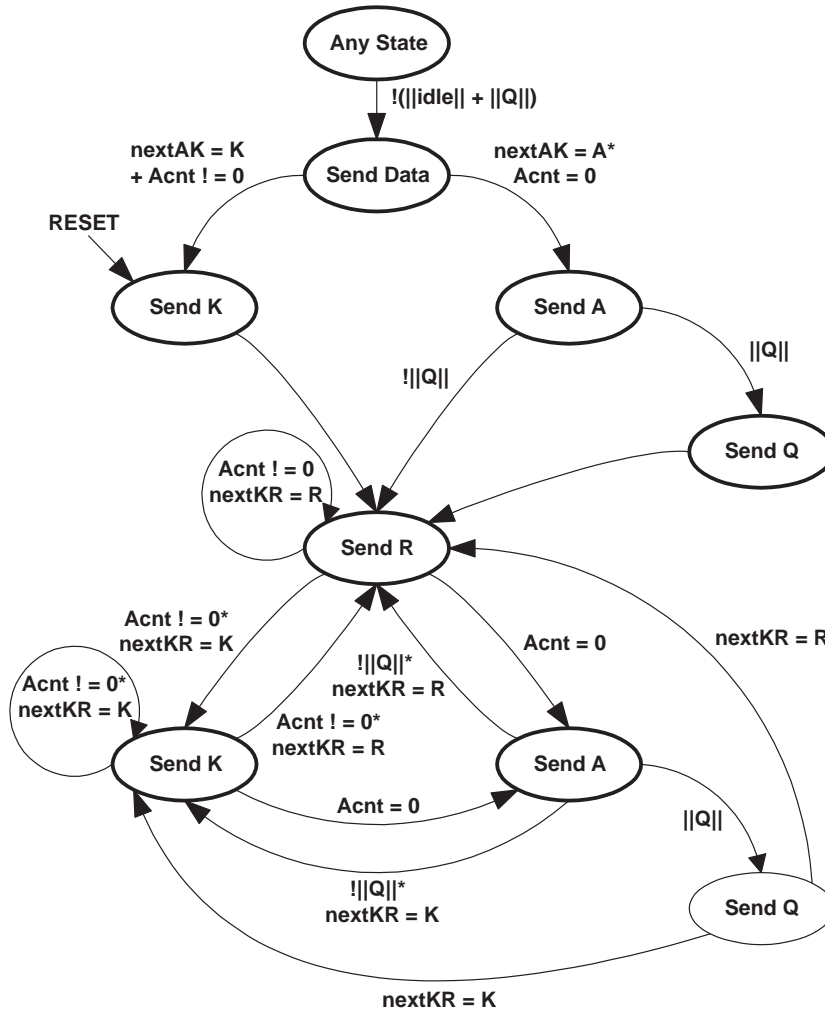 Any State
!(||idle|| + ||Q||)
nextAK = K
+ Acnt ! = 0
Send Data
nextAK = A*
Acnt = 0
RESET
Send K
Send A
!||Q||
||Q||
Send Q
Acnt ! = 0
nextKR = R
Send R
Acnt ! = 0*
nextKR = K
Acnt = 0
nextKR = R
!||Q||*
nextKR = R
Acnt ! = 0*
nextKR = K
Acnt ! = 0*
nextKR = R
Send K
Send A
Acnt = 0
||Q||
!||Q||*
nextKR = K
Send Q
nextKR = K